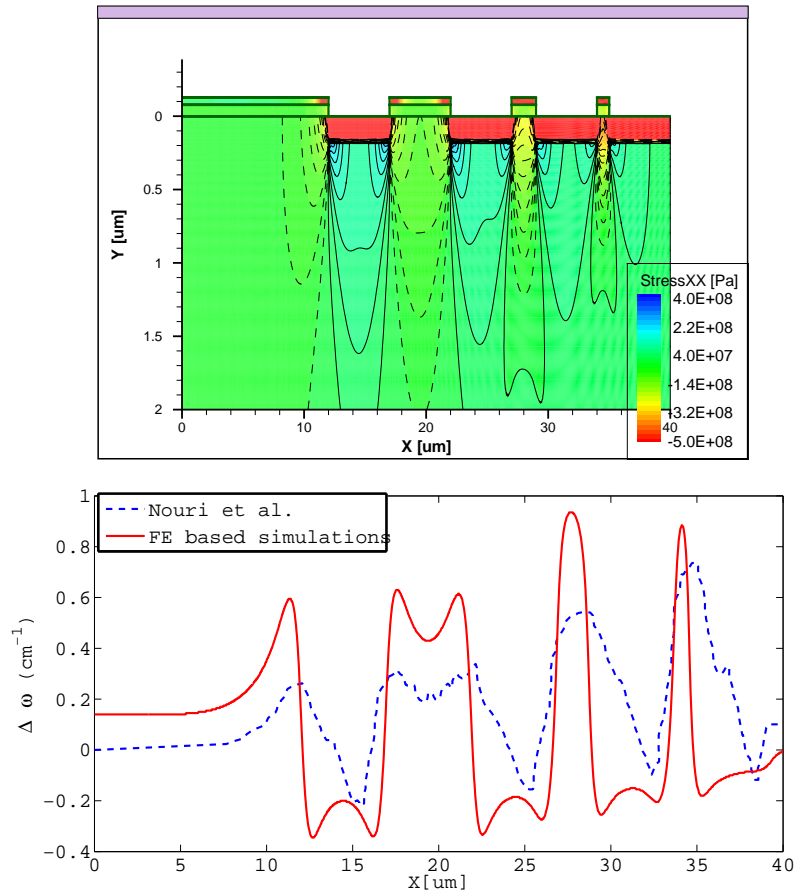 0
0.5
1
1.5
2
Y [um]
0
10
20
30
40
X [um]
StressXX [Pa]
4.0E+08
2.2E+08
4.0E+07
-1.4E+08
-3.2E+08
-5.0E+08
1
0.8
0.6
0.4
0.2
0
-0.2
-0.4
Δ ω (cm⁻¹)
Nouri et al.
FE based simulations
0
5
10
15
20
25
30
35
40
X[um]